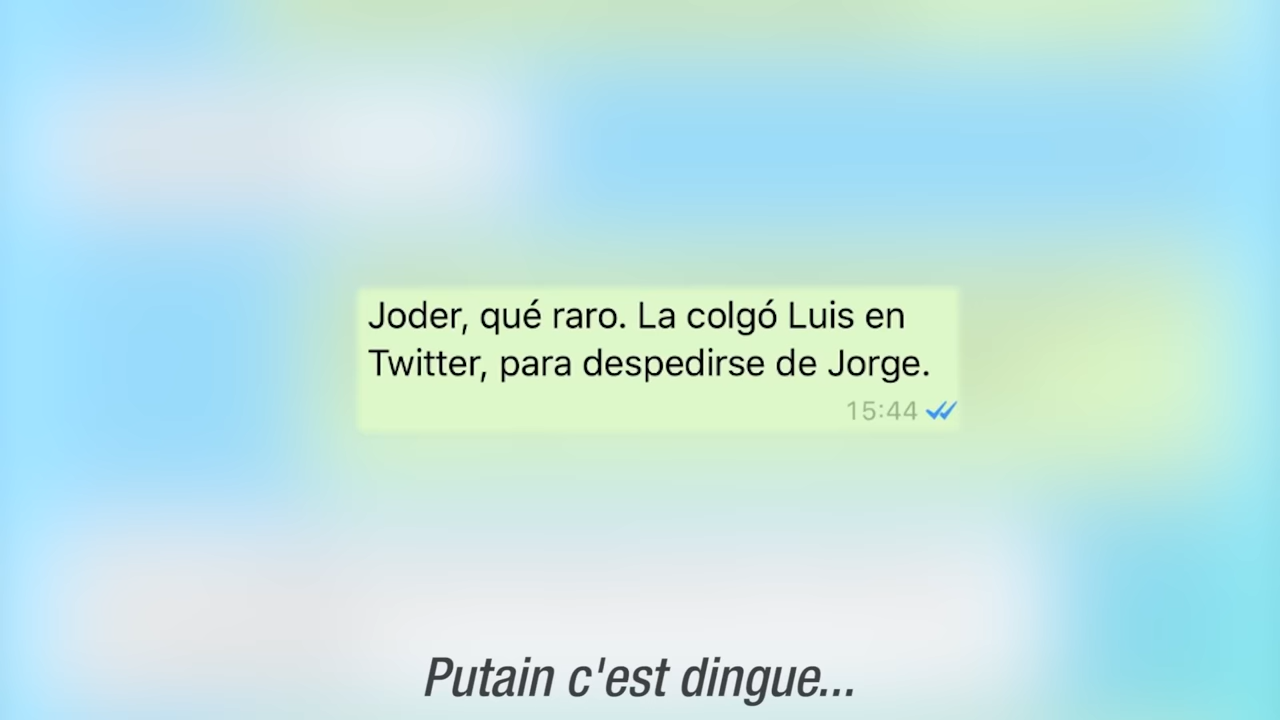 Joder, qué raro. La colgó Luis en
Twitter, para despedirse de Jorge.
15:44
Putain c'est dingue...